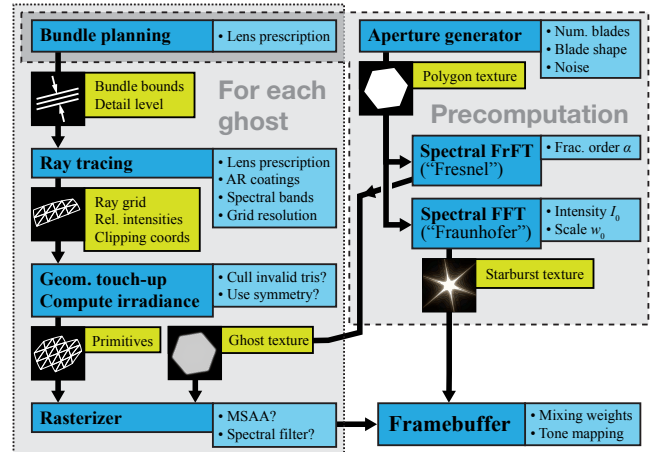 Bundle planning
• Lens prescription
Bundle bounds
Detail level
For each
ghost
Ray tracing
• Lens prescription
• AR coatings
• Spectral bands
• Grid resolution
Ray grid
Rel. intensities
Clipping coords
Geom. touch-up
Compute irradiance
• Cull invalid tris?
• Use symmetry?
Primitives
Ghost texture
Rasterizer
• MSAA?
• Spectral filter?
Aperture generator
• Num. blades
• Blade shape
• Noise
Polygon texture
Precomputation
Spectral FrFT
("Fresnel")
• Frac. order α
Spectral FFT
("Fraunhofer")
• Intensity I₀
• Scale w₀
Starburst texture
Framebuffer
• Mixing weights
• Tone mapping